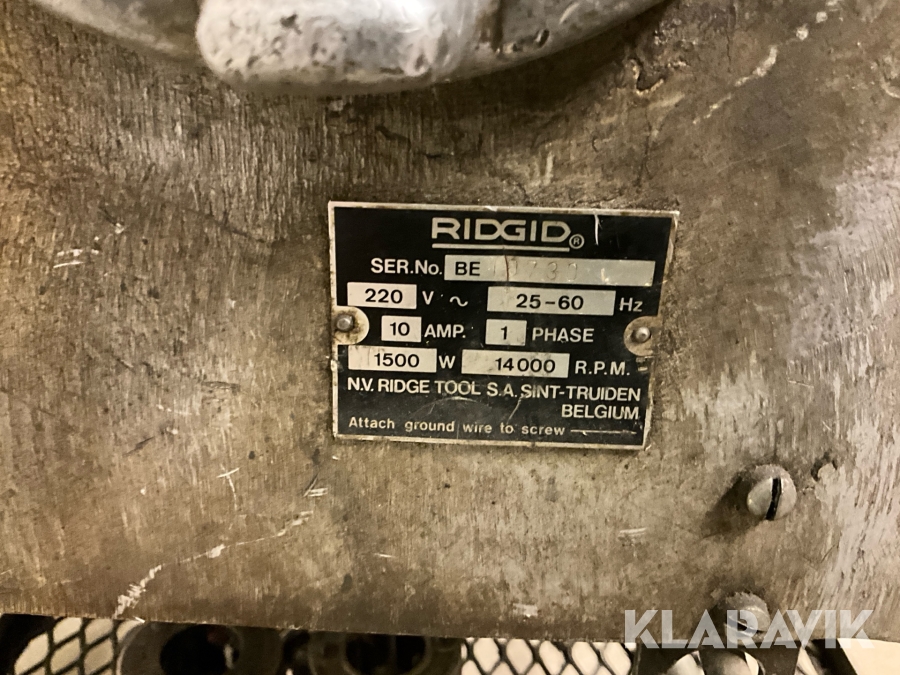 RIDGID®
SER.No. BE
220 V ~ 25-60 Hz
10 AMP. 1 PHASE
1500 W 14000 R.P.M.
N.V. RIDGE TOOL S.A. SINT-TRUIDEN
BELGIUM
Attach ground wire to screw
KLARAVIK